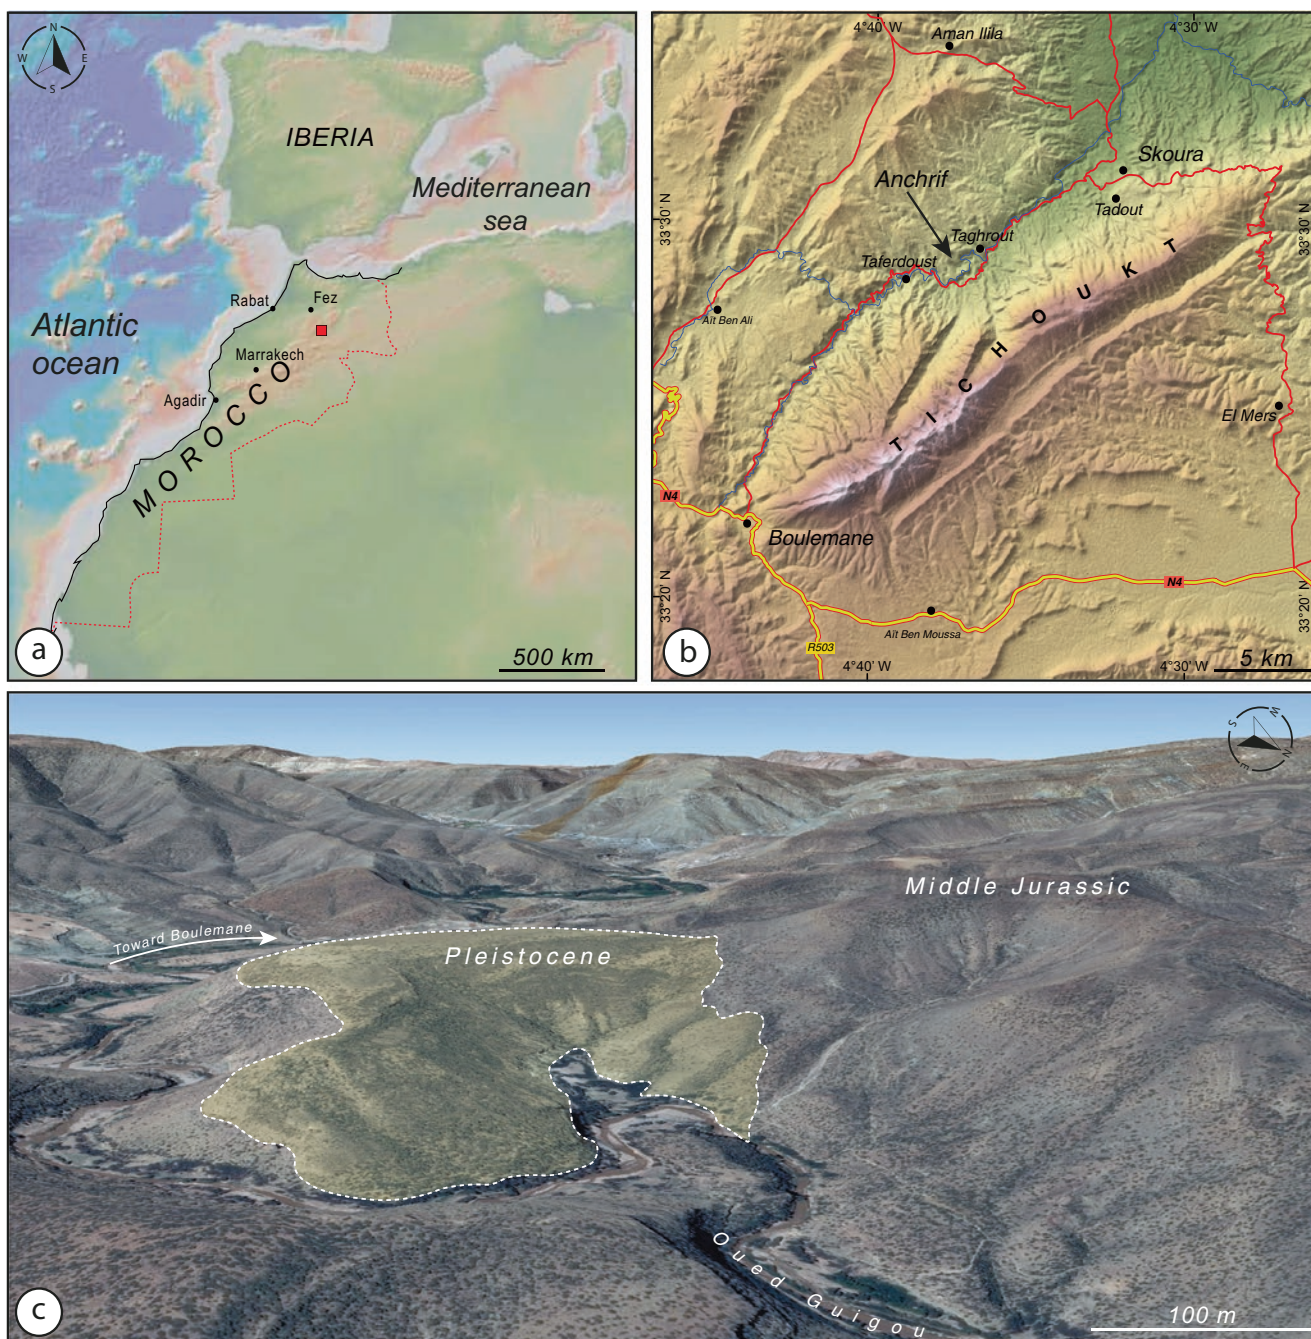 N
W
E
S
IBERIA
Mediterranean
sea
Atlantic
ocean
Rabat
Fez
Marrakech
Agadir
MOROCCO
500 km
a
4°40' W
4°30' W
Aman Ilila
Skoura
Anchrif
Tadout
33°30' N
33°30' N
Taghrout
Taferdoust
TICHOUKT
Aït Ben Ali
El Mers
N4
Boulemane
N4
33°20' N
33°20' N
Aït Ben Moussa
R503
4°40' W
4°30' W
5 km
b
S
W
N
E
Middle Jurassic
Toward Boulemane
Pleistocene
Oued Guigou
100 m
c